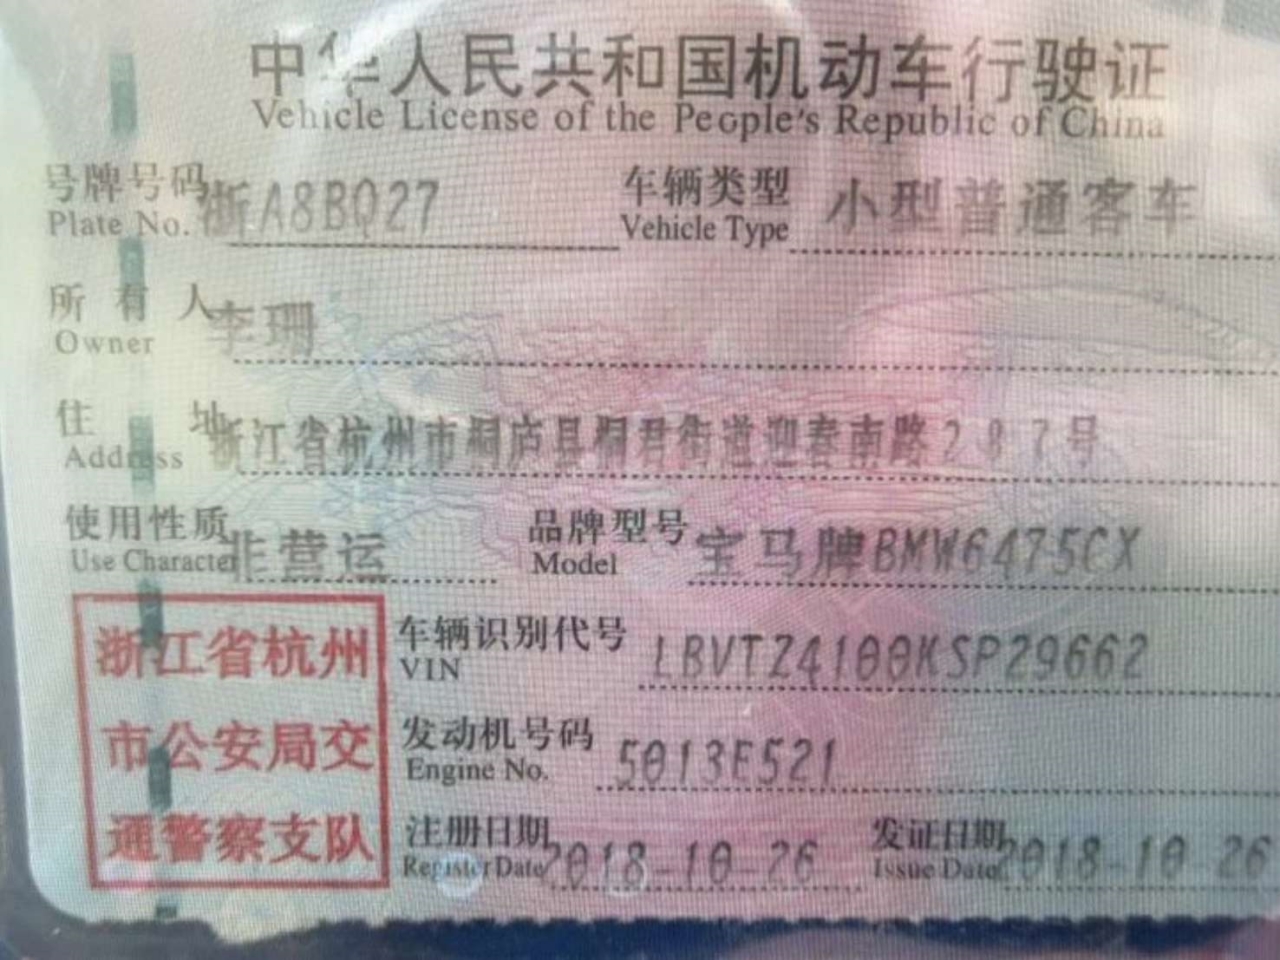 中华人民共和国机动车行驶证
Vehicle License of the People's Republic of China
号牌号码 浙A8BQ27 车辆类型 小型普通客车
Plate No. Vehicle Type
所有人 李珊
Owner
住址 浙江省杭州市桐庐县桐君街道迎春南路287号
Address
使用性质 非营运 品牌型号 宝马牌BMW6475CX
Use Character Model
浙江省杭州 车辆识别代号 LBVTZ4100KSP29662
VIN
市公安局交 发动机号码 5013E521
Engine No.
通警察支队 注册日期 2018-10-26 发证日期 2018-10-26
Register Date Issue Date